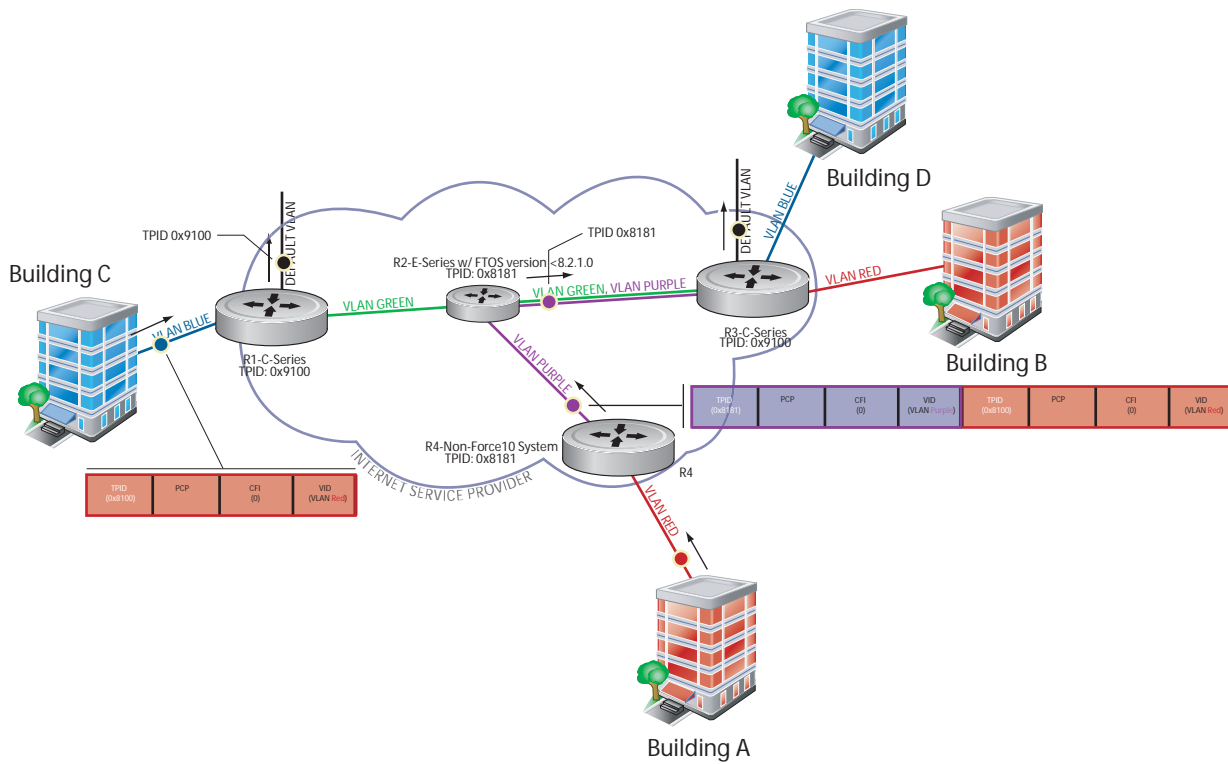 Building D
VLAN BLUE
DEFAULT VLAN
TPID 0x9100
DEFAULT VLAN
TPID 0x8181
Building C
R2-E-Series w/ FTOS version <8.2.1.0
TPID: 0x8181
VLAN BLUE
VLAN GREEN
VLAN GREEN, VLAN PURPLE
VLAN RED
R1-C-Series
TPID: 0x9100
R3-C-Series
TPID: 0x9100
Building B
VLAN PURPLE
TPID
(0x8181)
PCP
CFI
(0)
VID
(VLAN Purple)
TPID
(0x8100)
PCP
CFI
(0)
VID
(VLAN Red)
R4-Non-Force10 System
TPID: 0x8181
R4
INTERNET SERVICE PROVIDER
TPID
(0x8100)
PCP
CFI
(0)
VID
(VLAN Red)
VLAN RED
Building A